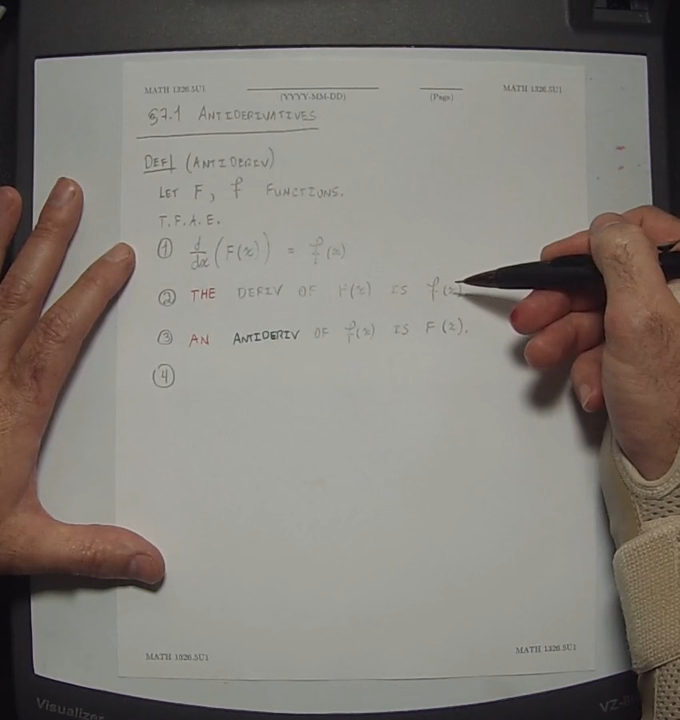 MATH 1326.5U1 (YYYY-MM-DD) (Page) MATH 1326.5U1
§7.1 ANTIDERIVATIVES
DEF| (ANTIDERIV)
LET F, f FUNCTIONS.
T.F.A.E.
① d/dx (F(x)) = f(x)
② THE DERIV OF F(x) IS f(x).
③ AN ANTIDERIV OF f(x) IS F(x).
④
MATH 1326.5U1 MATH 1326.5U1
Visualizer VZ-